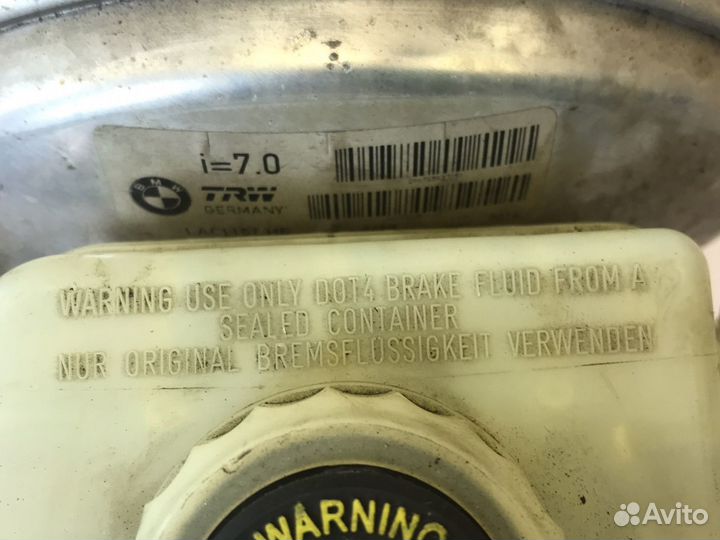 i=7.0
BMW
TRW
GERMANY
WARNING USE ONLY DOT4 BRAKE FLUID FROM A
SEALED CONTAINER
NUR ORIGINAL BREMSFLÜSSIGKEIT VERWENDEN
WARNING
Avito